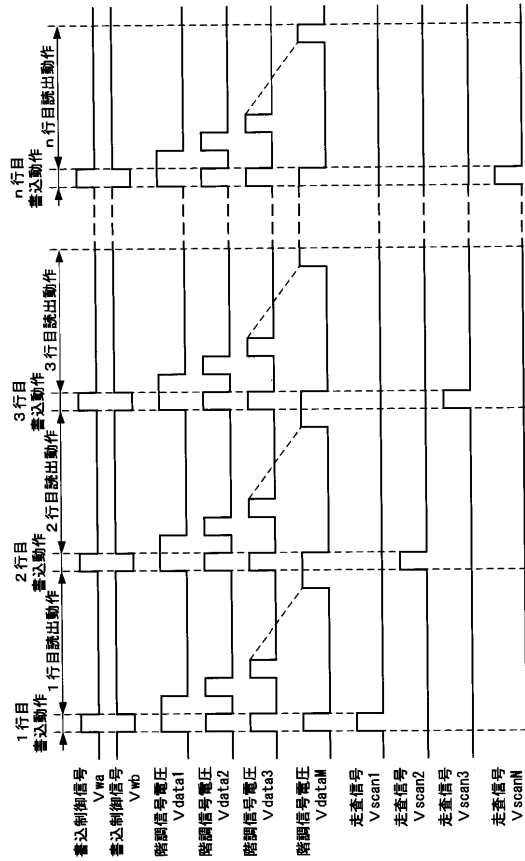 1行目
書込動作
1行目読出動作
2行目
書込動作
2行目読出動作
3行目
書込動作
3行目読出動作
n行目
書込動作
n行目読出動作
書込制御信号
Vwa
書込制御信号
Vwb
階調信号電圧
Vdata1
階調信号電圧
Vdata2
階調信号電圧
Vdata3
階調信号電圧
VdataM
走査信号
Vscan1
走査信号
Vscan2
走査信号
Vscan3
走査信号
VscanN